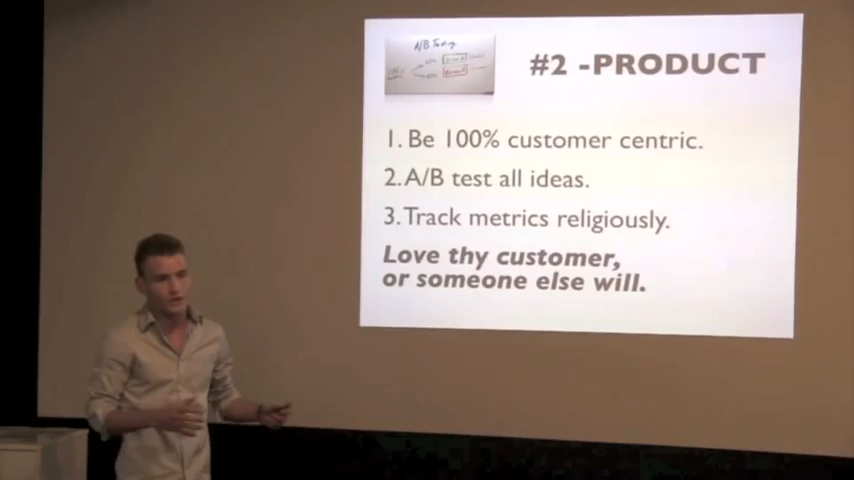 A/B Testing
#2 -PRODUCT
1. Be 100% customer centric.
2. A/B test all ideas.
3. Track metrics religiously.
Love thy customer,
or someone else will.